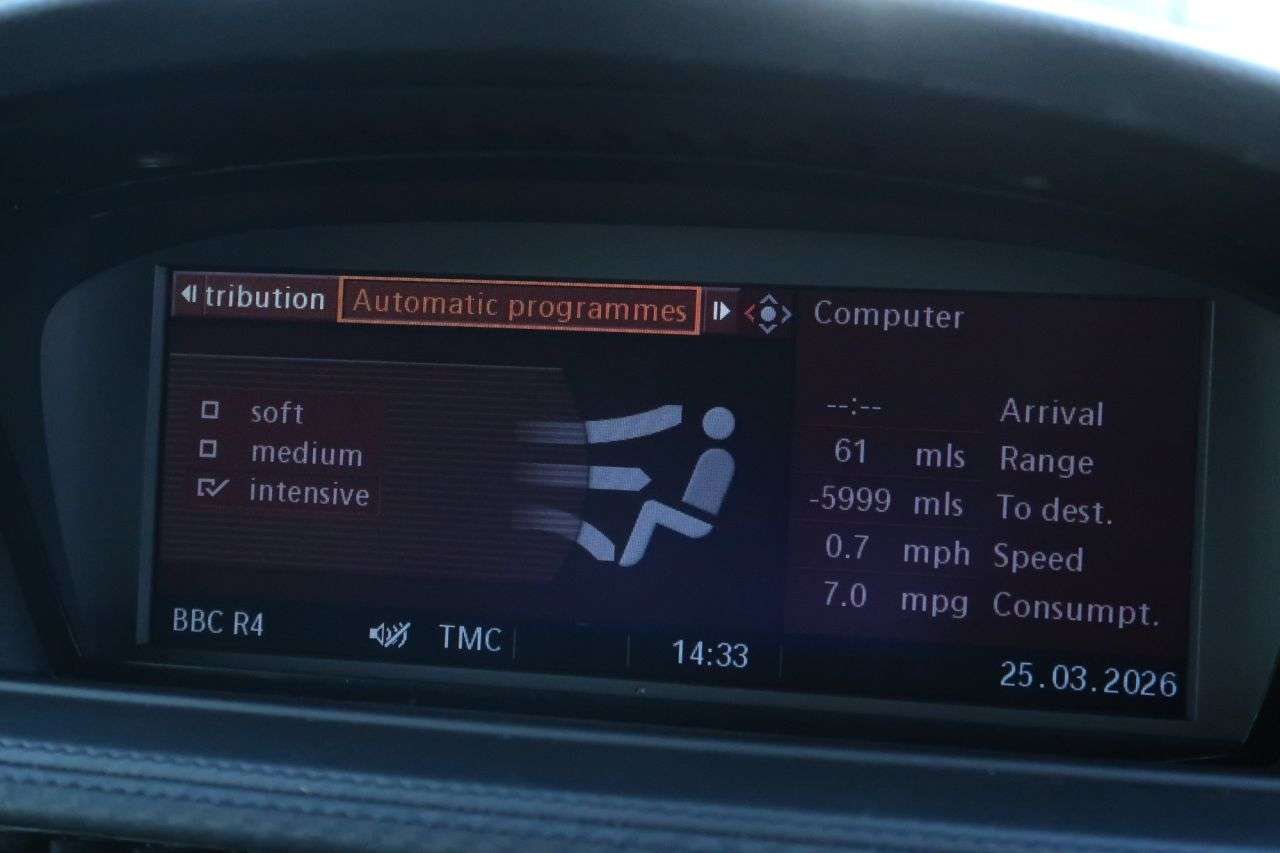 tribution Automatic programmes
soft
medium
intensive
BBC R4 TMC 14:33
Computer
--:-- Arrival
61 mls Range
-5999 mls To dest.
0.7 mph Speed
7.0 mpg Consumpt.
25.03.2026